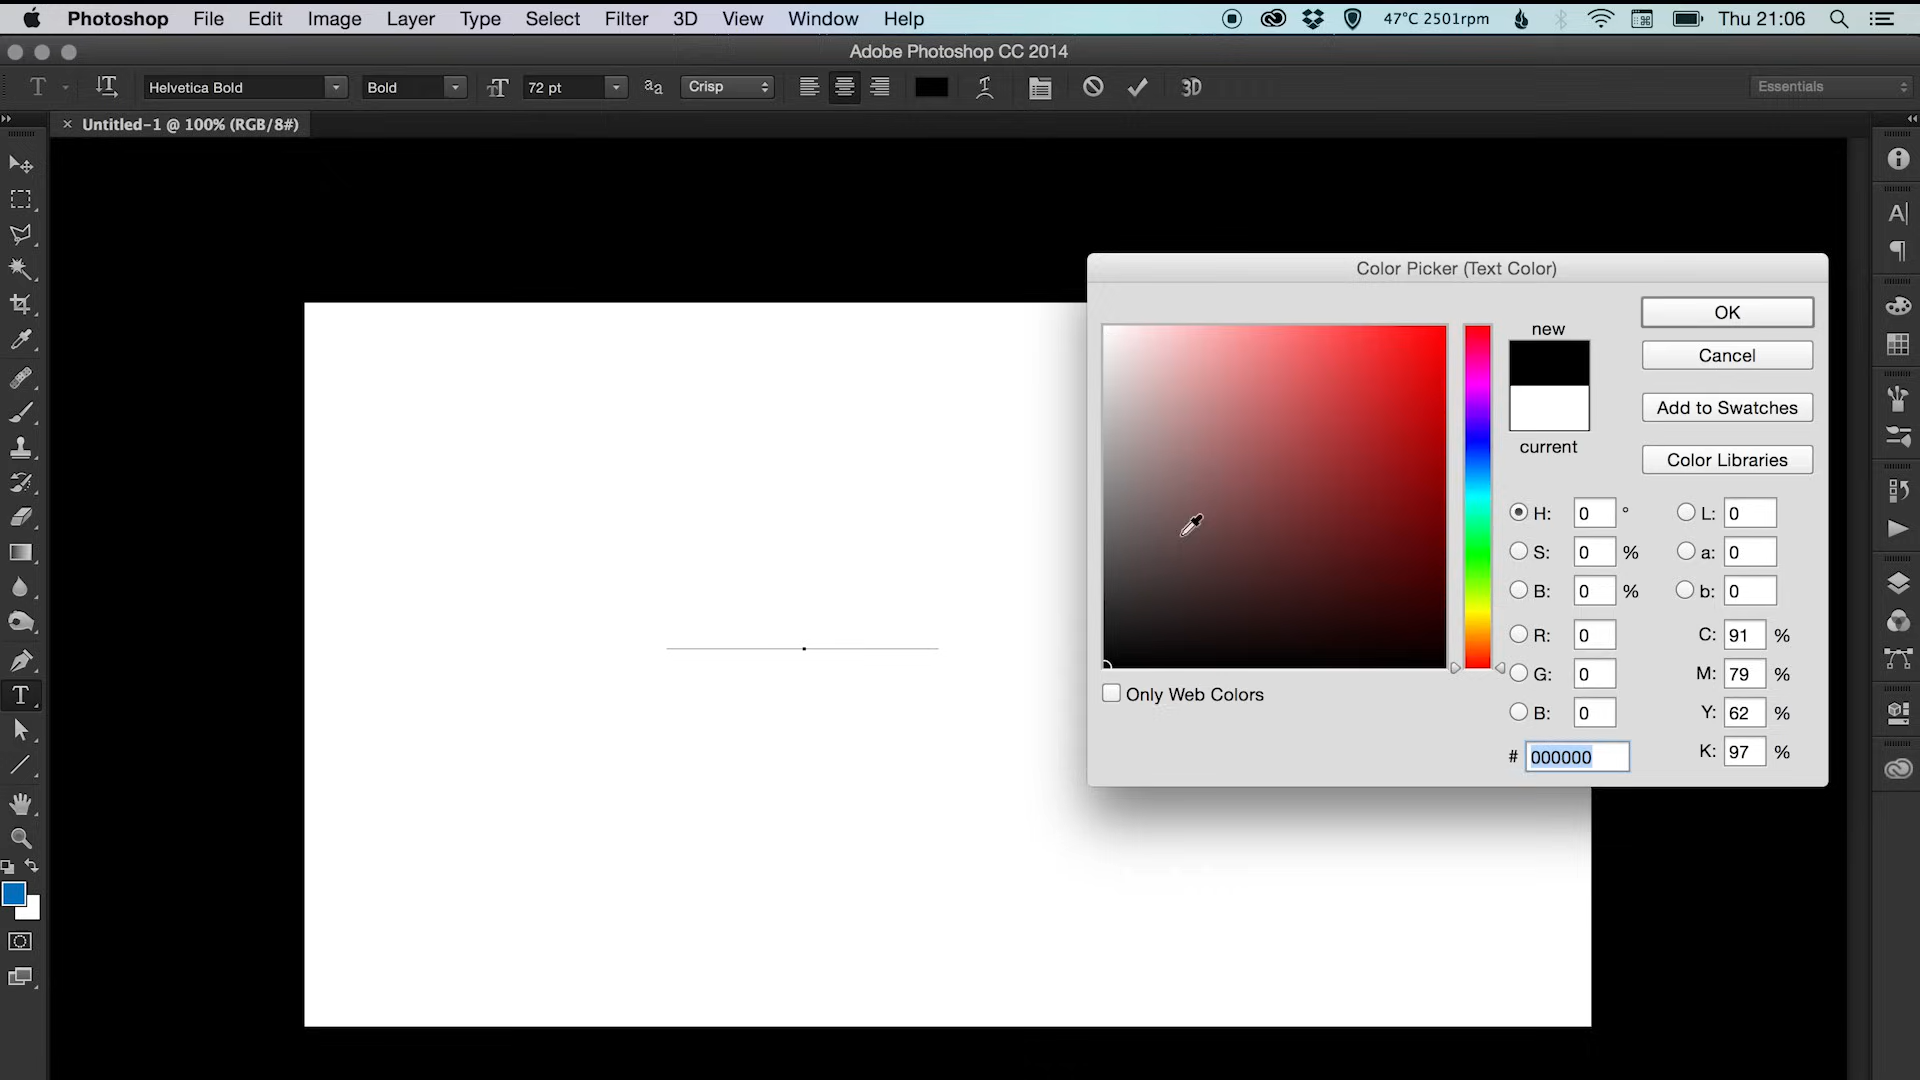 Photoshop File Edit Image Layer Type Select Filter 3D View Window Help 47°C 2501rpm Thu 21:06
Adobe Photoshop CC 2014
T Helvetica Bold Bold 72 pt aa Crisp 3D Essentials
× Untitled-1 @ 100% (RGB/8#)
Color Picker (Text Color)
new
OK
Cancel
Add to Swatches
current
Color Libraries
H: 0 ° L: 0
S: 0 % a: 0
B: 0 % b: 0
R: 0 C: 91 %
G: 0 M: 79 %
B: 0 Y: 62 %
# 000000 K: 97 %
Only Web Colors